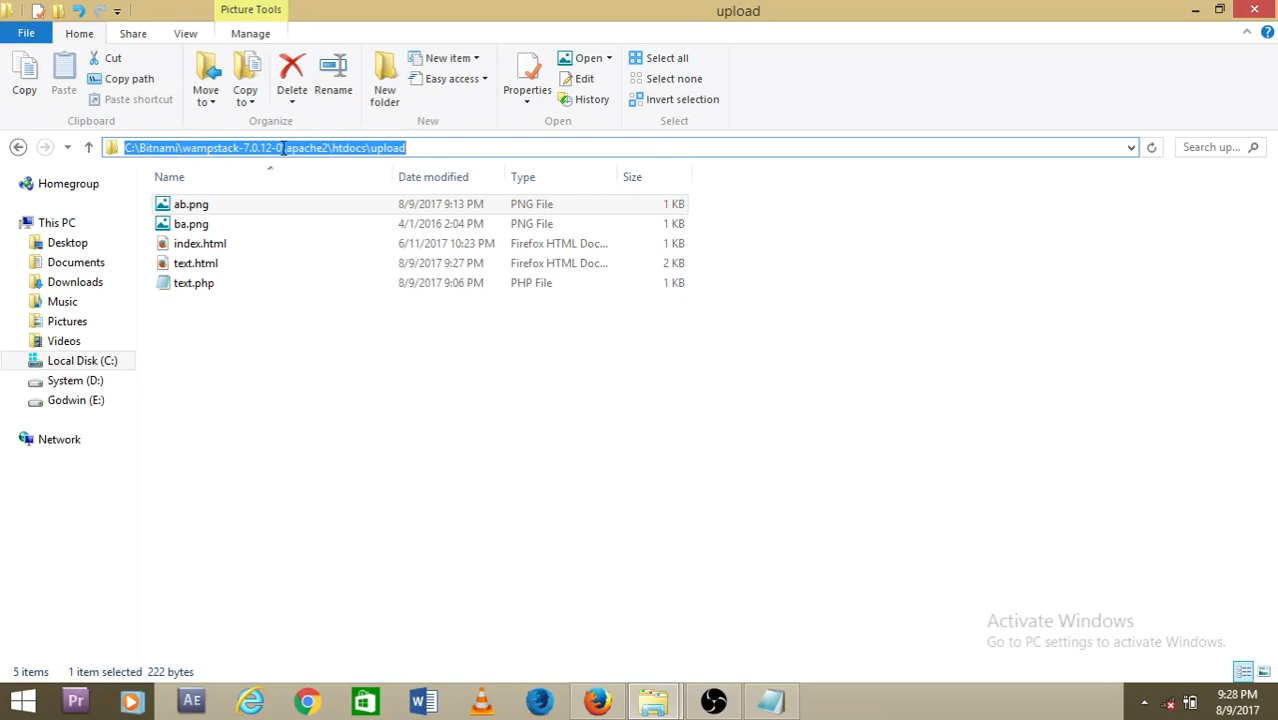 Picture Tools
upload
File
Home
Share
View
Manage
Copy
Paste
Cut
Copy path
Paste shortcut
Clipboard
Move to
Copy to
Delete
Rename
Organize
New folder
New item
Easy access
New
Properties
Open
Edit
History
Open
Select all
Select none
Invert selection
Select
C:\Bitnami\wampstack-7.0.12-0\apache2\htdocs\upload
Search up...
Name
Date modified
Type
Size
ab.png 8/9/2017 9:13 PM PNG File 1 KB
ba.png 4/1/2016 2:04 PM PNG File 1 KB
index.html 6/11/2017 10:23 PM Firefox HTML Doc... 1 KB
text.html 8/9/2017 9:27 PM Firefox HTML Doc... 2 KB
text.php 8/9/2017 9:06 PM PHP File 1 KB
Homegroup
This PC
Desktop
Documents
Downloads
Music
Pictures
Videos
Local Disk (C:)
System (D:)
Godwin (E:)
Network
Activate Windows
Go to PC settings to activate Windows.
5 items 1 item selected 222 bytes
Pr
Ae
9:28 PM
8/9/2017